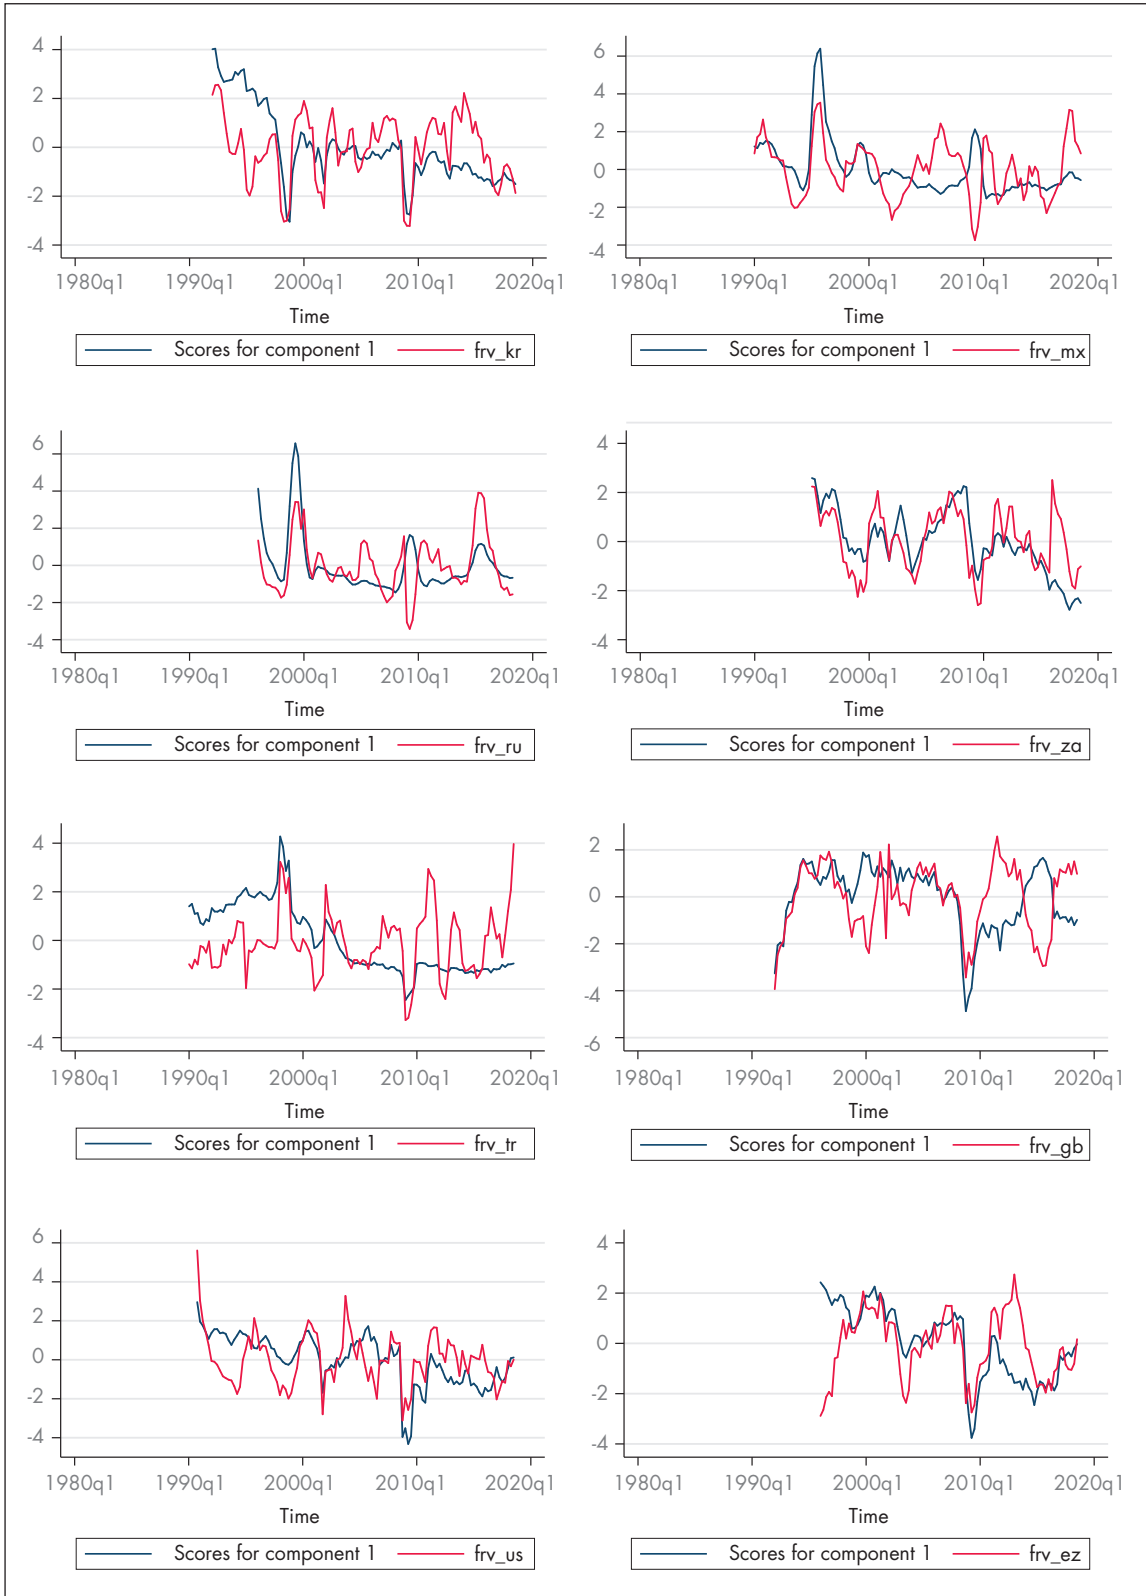 4
2
0
-2
-4
1980q1 1990q1 2000q1 2010q1 2020q1
Time
Scores for component 1 frv_kr
6
4
2
0
-2
-4
1980q1 1990q1 2000q1 2010q1 2020q1
Time
Scores for component 1 frv_mx
6
4
2
0
-2
-4
1980q1 1990q1 2000q1 2010q1 2020q1
Time
Scores for component 1 frv_ru
4
2
0
-2
-4
1980q1 1990q1 2000q1 2010q1 2020q1
Time
Scores for component 1 frv_za
4
2
0
-2
-4
1980q1 1990q1 2000q1 2010q1 2020q1
Time
Scores for component 1 frv_tr
2
0
-2
-4
-6
1980q1 1990q1 2000q1 2010q1 2020q1
Time
Scores for component 1 frv_gb
6
4
2
0
-2
-4
1980q1 1990q1 2000q1 2010q1 2020q1
Time
Scores for component 1 frv_us
4
2
0
-2
-4
1980q1 1990q1 2000q1 2010q1 2020q1
Time
Scores for component 1 frv_ez